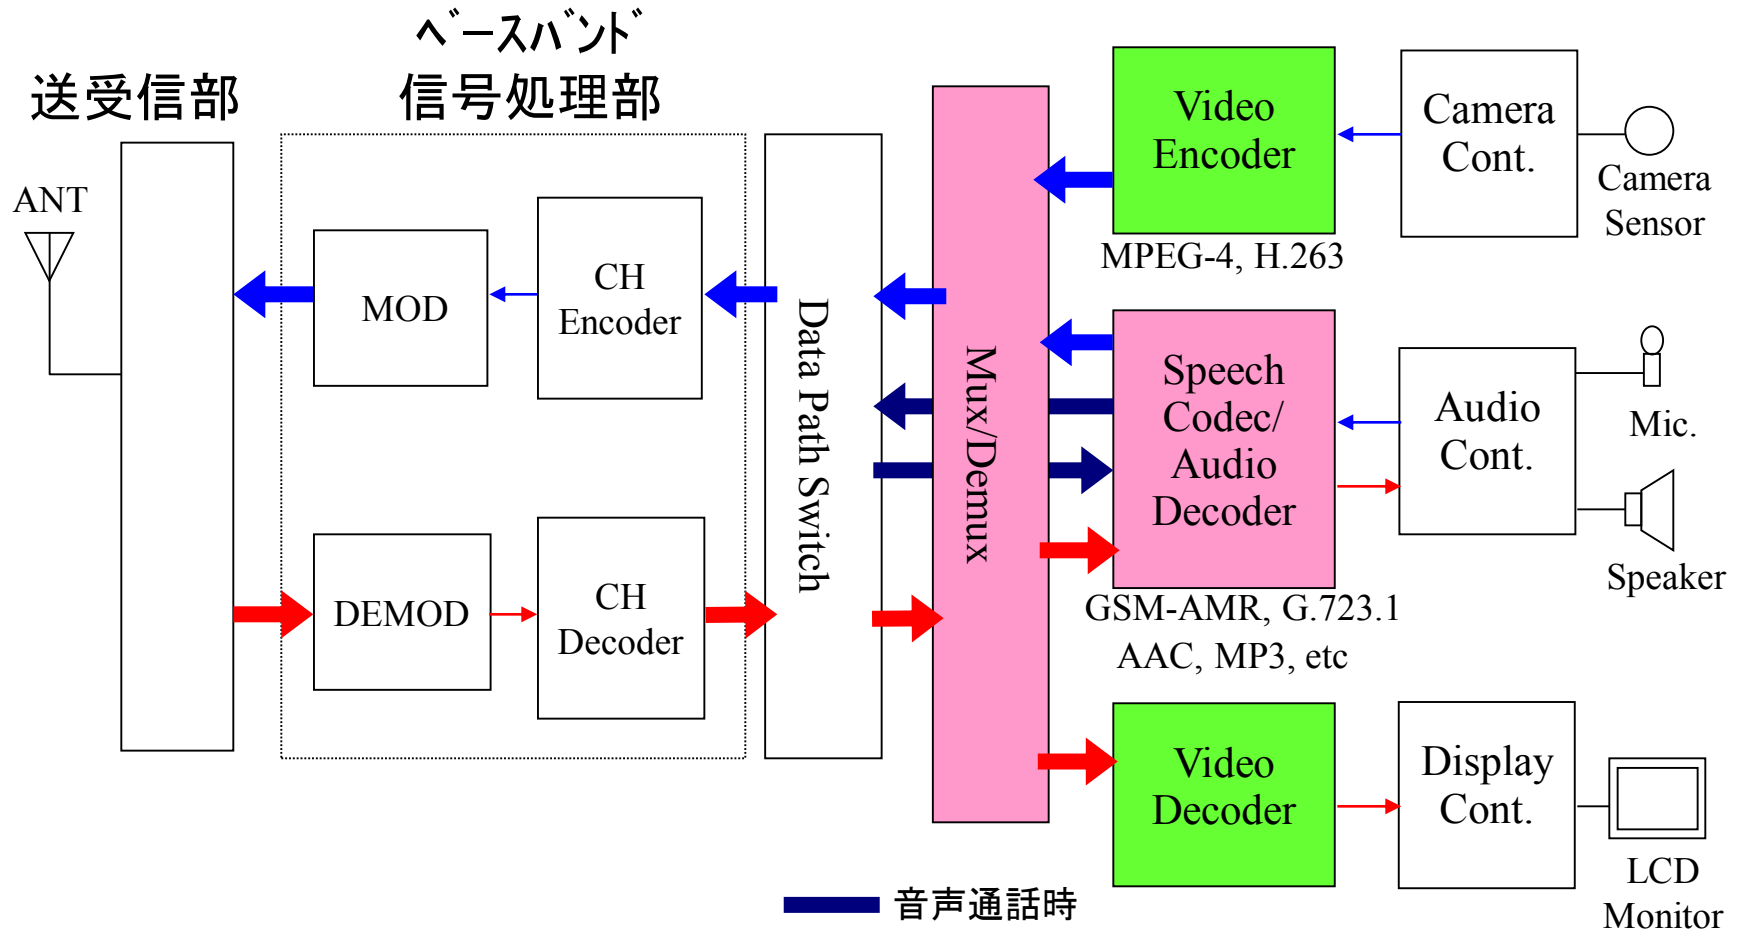 送受信部
ベースバンド
信号処理部
ANT
MOD
CH
Encoder
DEMOD
CH
Decoder
Data Path Switch
Mux/Demux
Video
Encoder
MPEG-4, H.263
Camera
Cont.
Camera
Sensor
Speech
Codec/
Audio
Decoder
GSM-AMR, G.723.1
AAC, MP3, etc
Audio
Cont.
Mic.
Speaker
Video
Decoder
Display
Cont.
LCD
Monitor
音声通話時